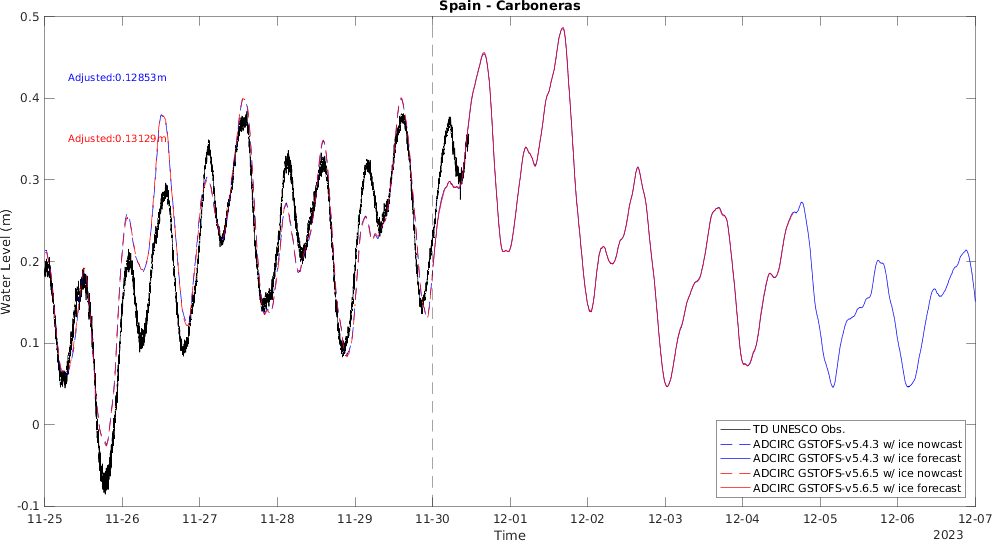 Spain - Carboneras
0.5
0.4
0.3
0.2
0.1
0
-0.1
Water Level (m)
Adjusted:0.12853m
Adjusted:0.13129m
TD UNESCO Obs.
ADCIRC GSTOFS-v5.4.3 w/ ice nowcast
ADCIRC GSTOFS-v5.4.3 w/ ice forecast
ADCIRC GSTOFS-v5.6.5 w/ ice nowcast
ADCIRC GSTOFS-v5.6.5 w/ ice forecast
11-25 11-26 11-27 11-28 11-29 11-30 12-01 12-02 12-03 12-04 12-05 12-06 12-07
Time
2023